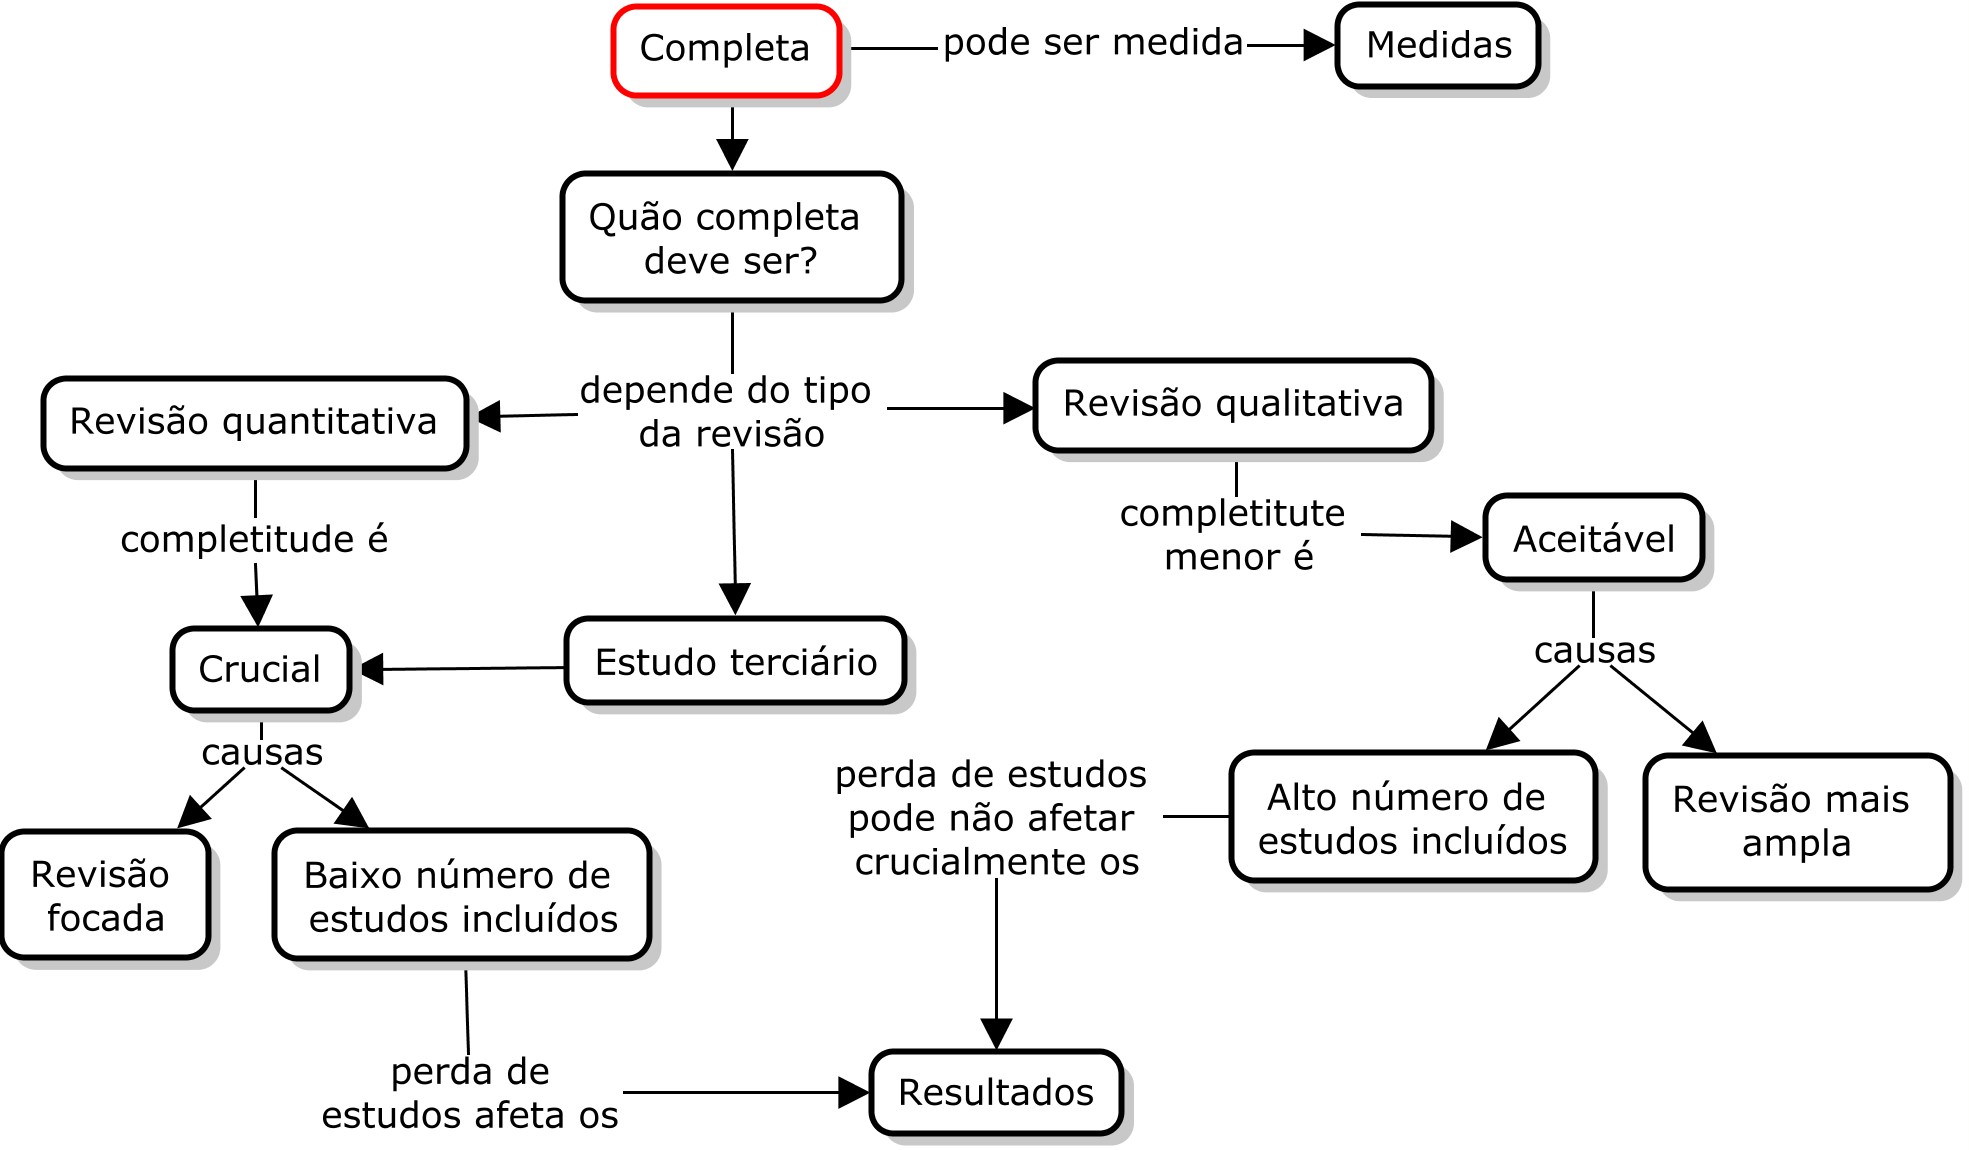 Completa
pode ser medida
Medidas
Quão completa
deve ser?
depende do tipo
da revisão
Revisão quantitativa
Revisão qualitativa
completitude é
completitute
menor é
Aceitável
Crucial
Estudo terciário
causas
causas
Revisão
focada
Baixo número de
estudos incluídos
perda de estudos
pode não afetar
crucialmente os
Alto número de
estudos incluídos
Revisão mais
ampla
perda de
estudos afeta os
Resultados